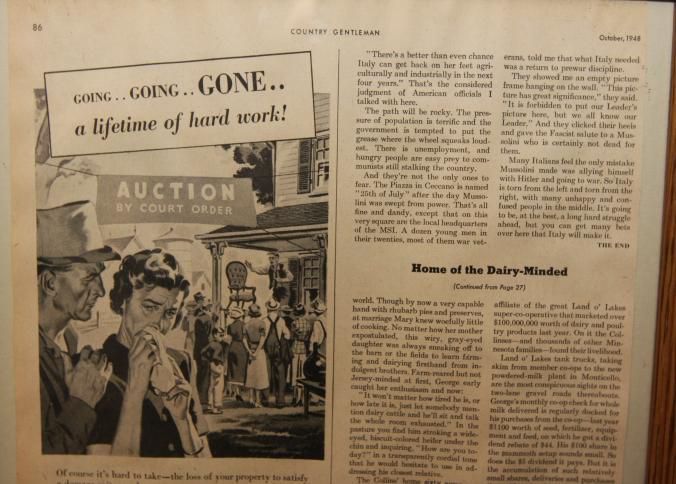 86
COUNTRY GENTLEMAN
October, 1948
GOING . . GOING . . GONE . .
a lifetime of hard work!
AUCTION
BY COURT ORDER
Of course it's hard to take—the loss of your property to satisfy
"There's a better than even chance
Italy can get back on her feet agri-
culturally and industrially in the next
four years." That's the considered
judgment of American officials I
talked with here.
The path will be rocky. The pres-
sure of population is terrific and the
government is tempted to put the
grease where the wheel squeaks loud-
est. There is unemployment, and
hungry people are easy prey to com-
munists still stalking the country.
And they're not the only ones to
fear. The Piazza in Ceccano is named
"25th of July" after the day Musso-
lini was swept from power. That's all
fine and dandy, except that on this
very square are the local headquarters
of the MSI. A dozen young men in
their twenties, most of them war vet-
erans, told me that what Italy needed
was a return to prewar discipline.
They showed me an empty picture
frame hanging on the wall. "This pic-
ture has great significance," they said.
"It is forbidden to put our Leader's
picture here, but we all know our
Leader." And they clicked their heels
and gave the Fascist salute to a Mus-
solini who is certainly not dead for
them.
Many Italians feel the only mistake
Mussolini made was allying himself
with Hitler and going to war. So Italy
is torn from the left and torn from the
right, with many unhappy and con-
fused people in the middle. It's going
to be, at the best, a long hard struggle
ahead, but you can get many bets
over here that Italy will make it.
THE END
Home of the Dairy-Minded
(Continued from Page 27)
world. Though by now a very capable
hand with rhubarb pies and preserves,
at marriage Mary knew woefully little
of cooking. No matter how her mother
expostulated, this wiry, gray-eyed
daughter was always sneaking off to
the barn or the fields to learn farm-
ing and dairying firsthand from in-
dulgent brothers. Farm-reared but not
Jersey-minded at first, George early
caught her enthusiasm and now:
"It won't matter how tired he is, or
how late it is, just let somebody men-
tion dairy cattle and he'll sit and talk
the whole room exhausted." In the
pasture you find him stroking a wide-
eyed, biscuit-colored heifer under the
chin and inquiring, "How are you to-
day?" in a transparently cordial tone
that he would hesitate to use in ad-
dressing his closest relative.
The Collins' home sixty
affiliate of the great Land o' Lakes
super-co-operative that marketed over
$100,000,000 worth of dairy and poul-
try products last year. On it the Col-
linses—and thousands of other Min-
nesota families—found their livelihood.
Land o' Lakes tank trucks, taking
skim from member co-ops to the new
powdered-milk plant in Monticello,
are the most conspicuous sights on the
two-lane gravel roads thereabouts.
George's monthly co-op check for whole
milk delivered is regularly docked for
his purchases from the co-op—last year
$1100 worth of seed, fertilizer, equip-
ment and feed, on which he got a divi-
dend rebate of $44. His $100 share in
the mammoth setup sounds small. So
does the $5 dividend it pays. But it is
the accumulation of such relatively
small shares, deliveries and purchases